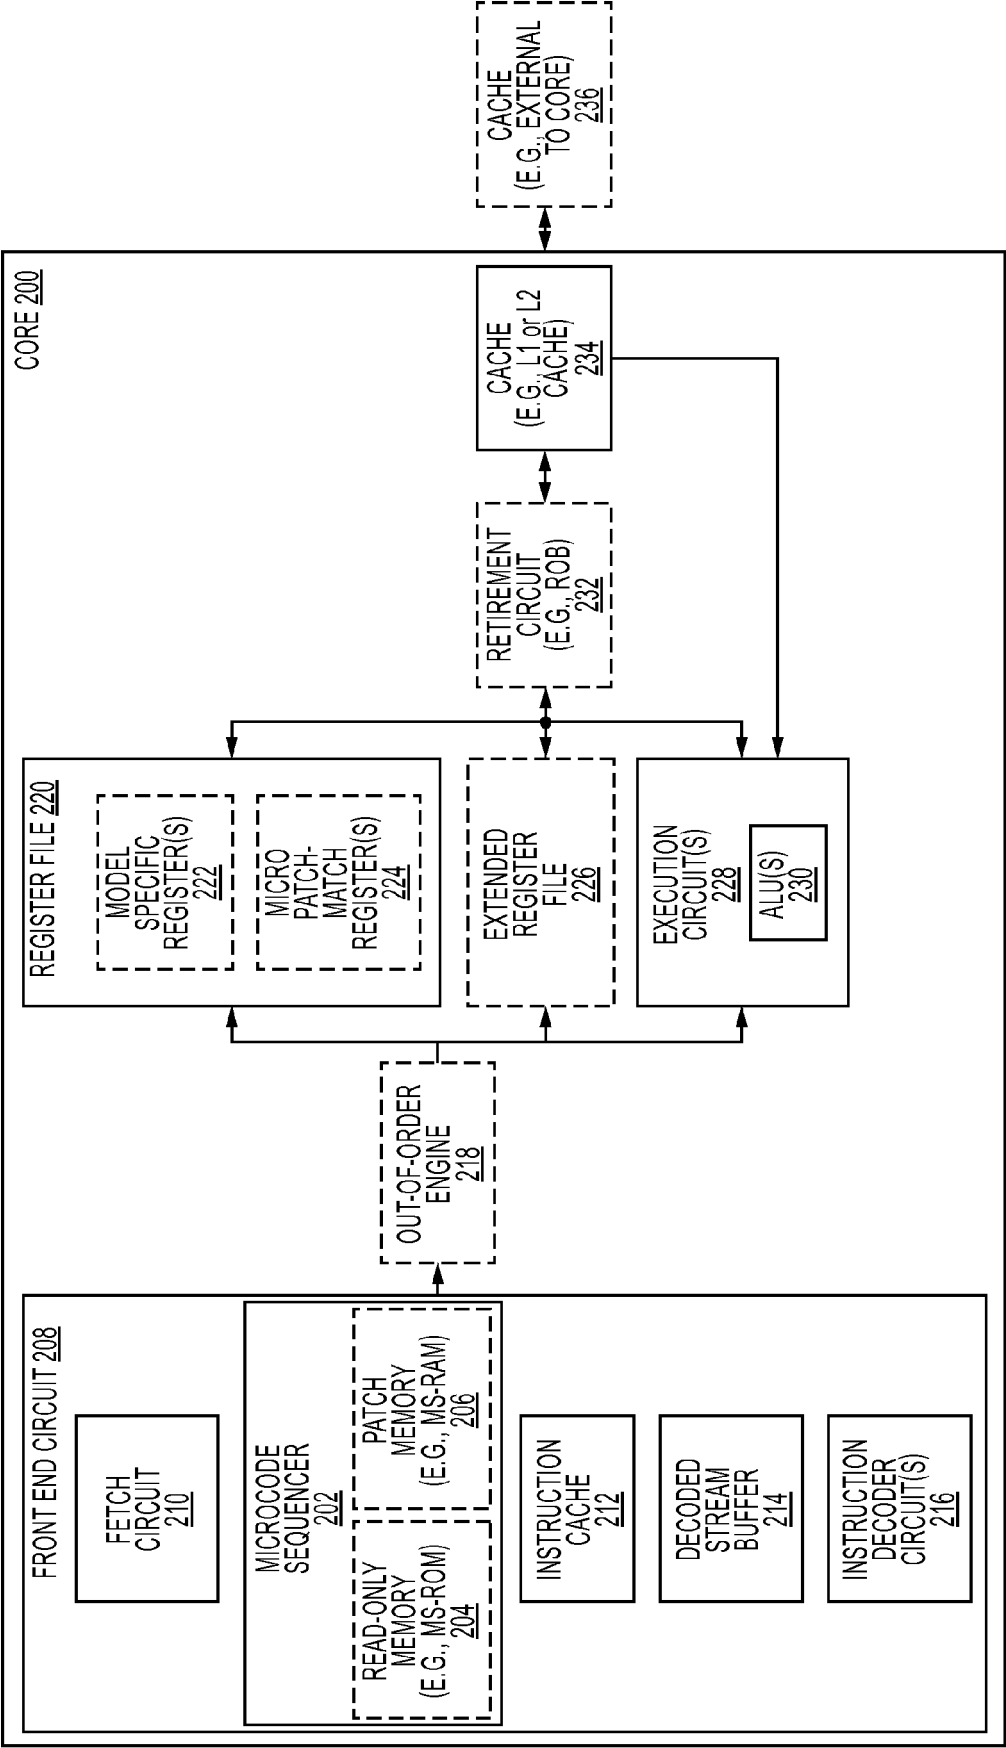 CORE 200
FRONT END CIRCUIT 208
FETCH
CIRCUIT
210
MICROCODE
SEQUENCER
202
READ-ONLY
MEMORY
(E.G., MS-ROM)
204
PATCH
MEMORY
(E.G., MS-RAM)
206
INSTRUCTION
CACHE
212
DECODED
STREAM
BUFFER
214
INSTRUCTION
DECODER
CIRCUIT(S)
216
OUT-OF-ORDER
ENGINE
218
REGISTER FILE 220
MODEL
SPECIFIC
REGISTER(S)
222
MICRO
PATCH-
MATCH
REGISTER(S)
224
EXTENDED
REGISTER
FILE
226
EXECUTION
CIRCUIT(S)
228
ALU(S)
230
RETIREMENT
CIRCUIT
(E.G., ROB)
232
CACHE
(E.G., L1 or L2
CACHE)
234
CACHE
(E.G., EXTERNAL
TO CORE)
236